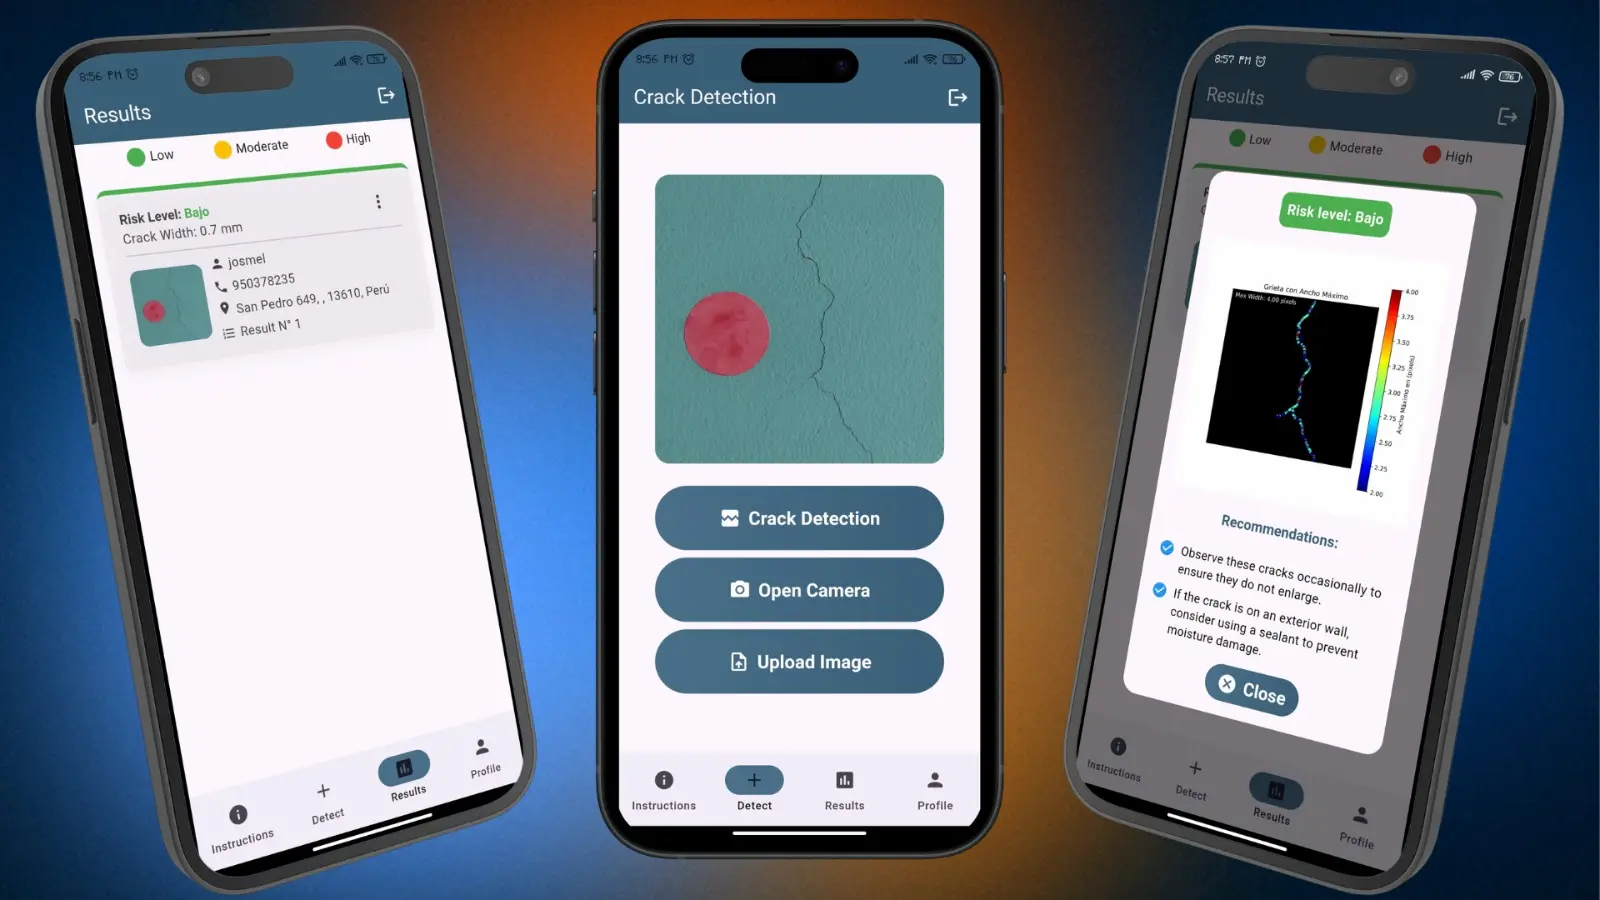 8:56 PM
76
Results
Low
Moderate
High
Risk Level: Bajo
Crack Width: 0.7 mm
josmel
950378235
San Pedro 649, , 13610, Perú
Result N° 1
Instructions
Detect
Results
Profile
8:56 PM
76
Crack Detection
Crack Detection
Open Camera
Upload Image
Instructions
Detect
Results
Profile
8:57 PM
76
Results
Low
Moderate
High
Risk level: Bajo
Grieta con Ancho Máximo
Max Width: 4.00 pixels
4.00
3.75
3.50
3.25
3.00
2.75
2.50
2.25
2.00
Ancho Máximo en (pixels)
Recommendations:
Observe these cracks occasionally to
ensure they do not enlarge.
If the crack is on an exterior wall,
consider using a sealant to prevent
moisture damage.
Close
Instructions
Detect
Results
Profile